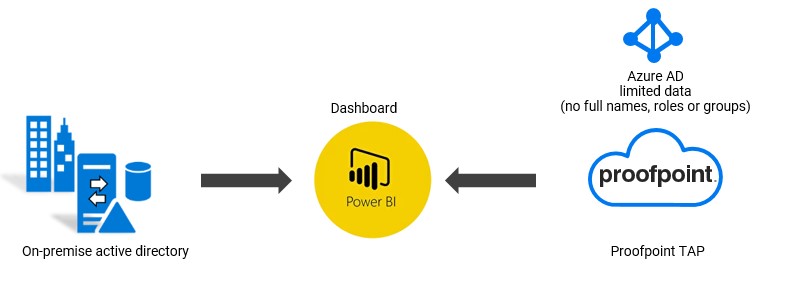 Azure AD
limited data
(no full names, roles or groups)
Dashboard
Power BI
proofpoint.
On-premise active directory
Proofpoint TAP